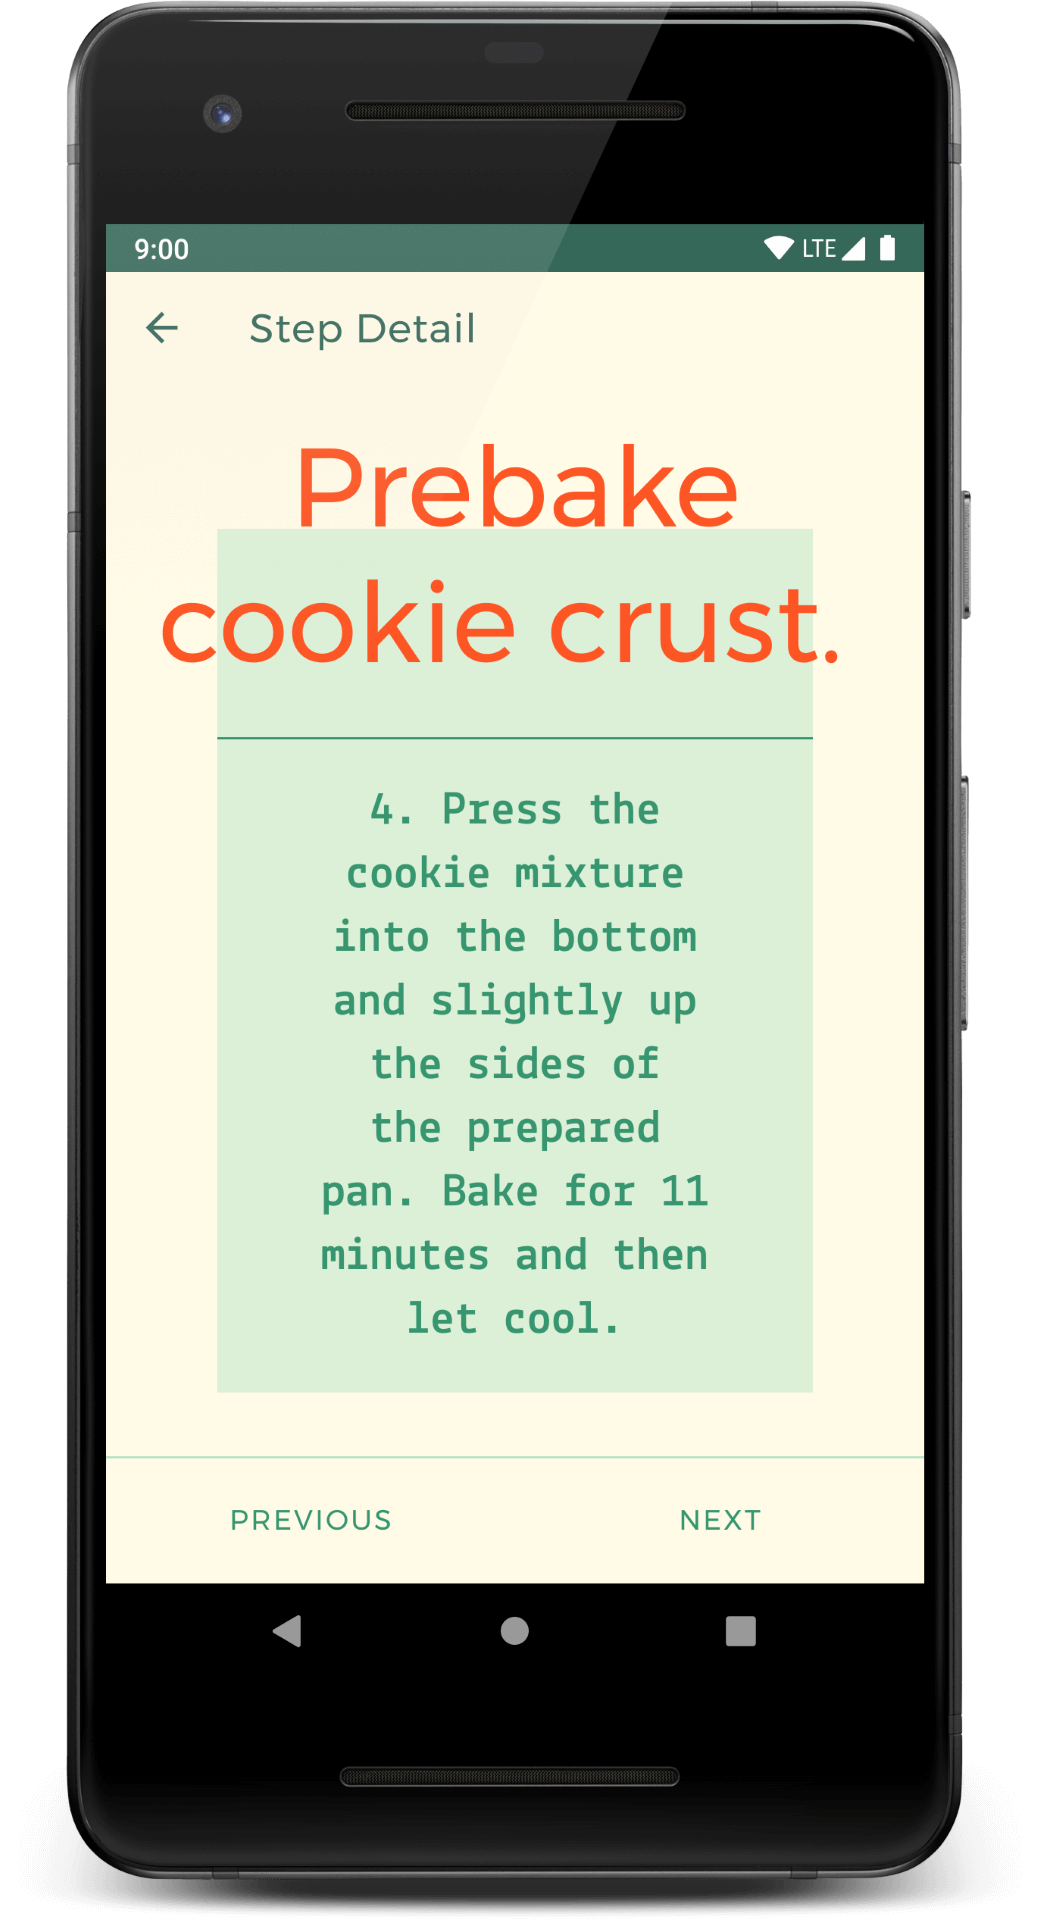 9:00 LTE
Step Detail
Prebake
cookie crust.
4. Press the
cookie mixture
into the bottom
and slightly up
the sides of
the prepared
pan. Bake for 11
minutes and then
let cool.
PREVIOUS NEXT